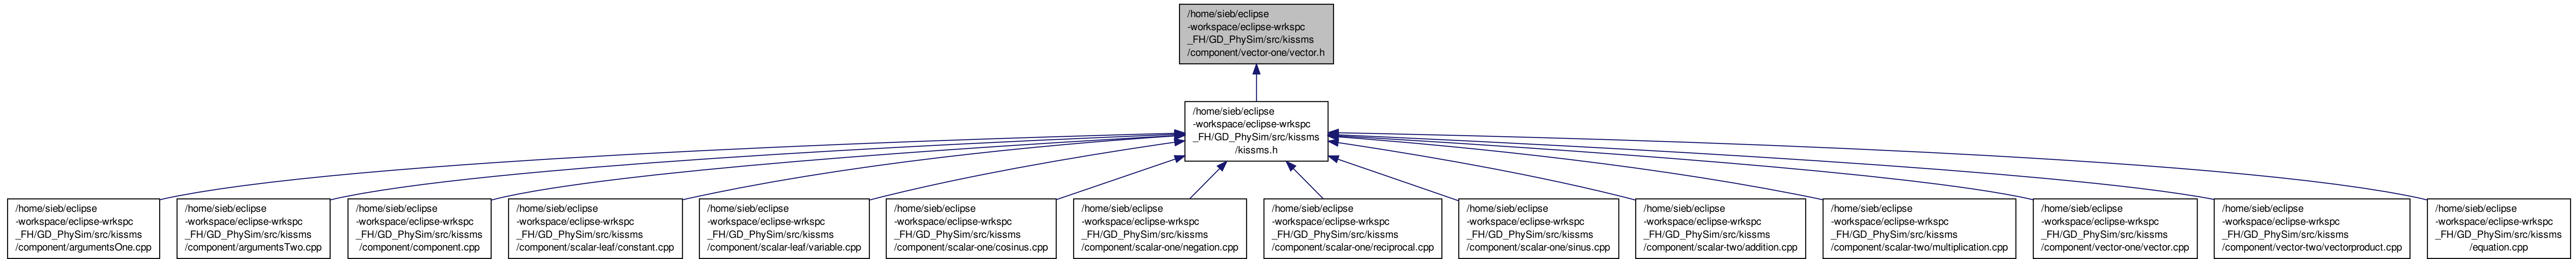 /home/sieb/eclipse
-workspace/eclipse-wrkspc
_FH/GD_PhySim/src/kissms
/component/vector-one/vector.h
/home/sieb/eclipse
-workspace/eclipse-wrkspc
_FH/GD_PhySim/src/kissms
/kissms.h
/home/sieb/eclipse
-workspace/eclipse-wrkspc
_FH/GD_PhySim/src/kissms
/component/argumentsOne.cpp
/home/sieb/eclipse
-workspace/eclipse-wrkspc
_FH/GD_PhySim/src/kissms
/component/argumentsTwo.cpp
/home/sieb/eclipse
-workspace/eclipse-wrkspc
_FH/GD_PhySim/src/kissms
/component/component.cpp
/home/sieb/eclipse
-workspace/eclipse-wrkspc
_FH/GD_PhySim/src/kissms
/component/scalar-leaf/constant.cpp
/home/sieb/eclipse
-workspace/eclipse-wrkspc
_FH/GD_PhySim/src/kissms
/component/scalar-leaf/variable.cpp
/home/sieb/eclipse
-workspace/eclipse-wrkspc
_FH/GD_PhySim/src/kissms
/component/scalar-one/cosinus.cpp
/home/sieb/eclipse
-workspace/eclipse-wrkspc
_FH/GD_PhySim/src/kissms
/component/scalar-one/negation.cpp
/home/sieb/eclipse
-workspace/eclipse-wrkspc
_FH/GD_PhySim/src/kissms
/component/scalar-one/reciprocal.cpp
/home/sieb/eclipse
-workspace/eclipse-wrkspc
_FH/GD_PhySim/src/kissms
/component/scalar-one/sinus.cpp
/home/sieb/eclipse
-workspace/eclipse-wrkspc
_FH/GD_PhySim/src/kissms
/component/scalar-two/addition.cpp
/home/sieb/eclipse
-workspace/eclipse-wrkspc
_FH/GD_PhySim/src/kissms
/component/scalar-two/multiplication.cpp
/home/sieb/eclipse
-workspace/eclipse-wrkspc
_FH/GD_PhySim/src/kissms
/component/vector-one/vector.cpp
/home/sieb/eclipse
-workspace/eclipse-wrkspc
_FH/GD_PhySim/src/kissms
/component/vector-two/vectorproduct.cpp
/home/sieb/eclipse
-workspace/eclipse-wrkspc
_FH/GD_PhySim/src/kissms
/equation.cpp